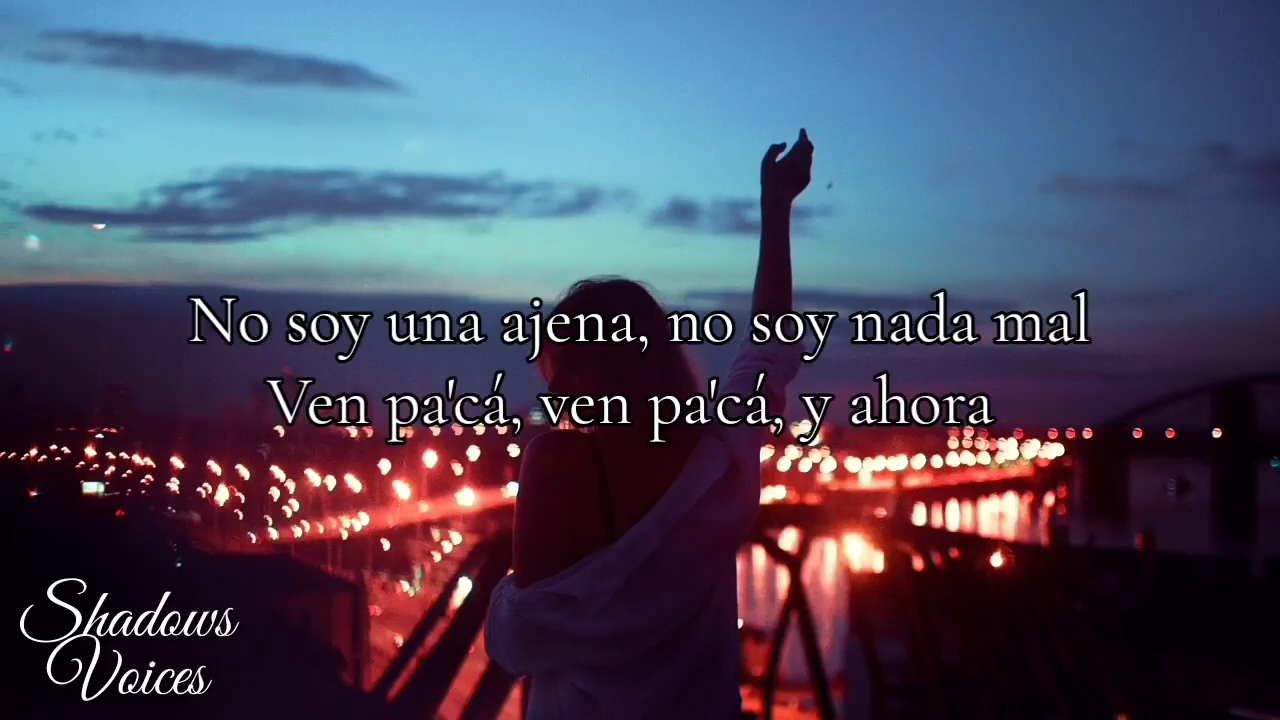 No soy una ajena, no soy nada mal
Ven pa'cá, ven pa'cá, y ahora
Shadows
Voices